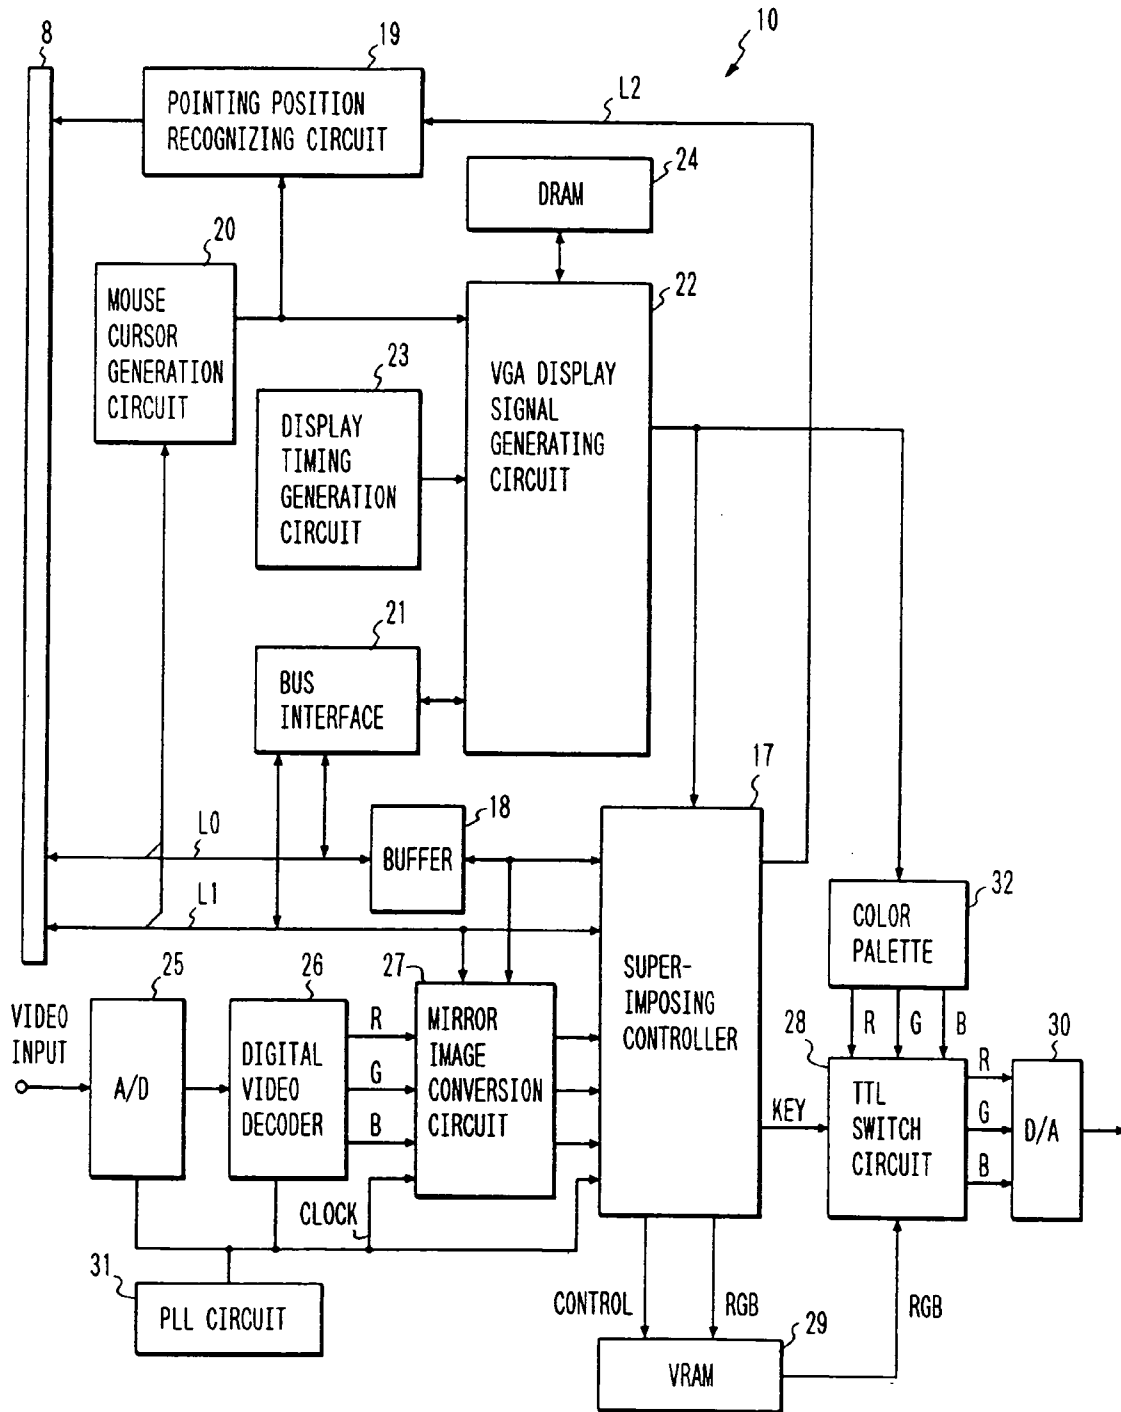 8
19
10
POINTING POSITION
RECOGNIZING CIRCUIT
L2
24
DRAM
20
MOUSE
CURSOR
GENERATION
CIRCUIT
22
VGA DISPLAY
SIGNAL
GENERATING
CIRCUIT
23
DISPLAY
TIMING
GENERATION
CIRCUIT
21
BUS
INTERFACE
17
18
BUFFER
L0
L1
SUPER-
IMPOSING
CONTROLLER
32
COLOR
PALETTE
R G B
25
VIDEO
INPUT
A/D
26
DIGITAL
VIDEO
DECODER
R
G
B
27
MIRROR
IMAGE
CONVERSION
CIRCUIT
CLOCK
KEY
28
TTL
SWITCH
CIRCUIT
R
G
B
30
D/A
31
PLL CIRCUIT
CONTROL
RGB
29
VRAM
RGB